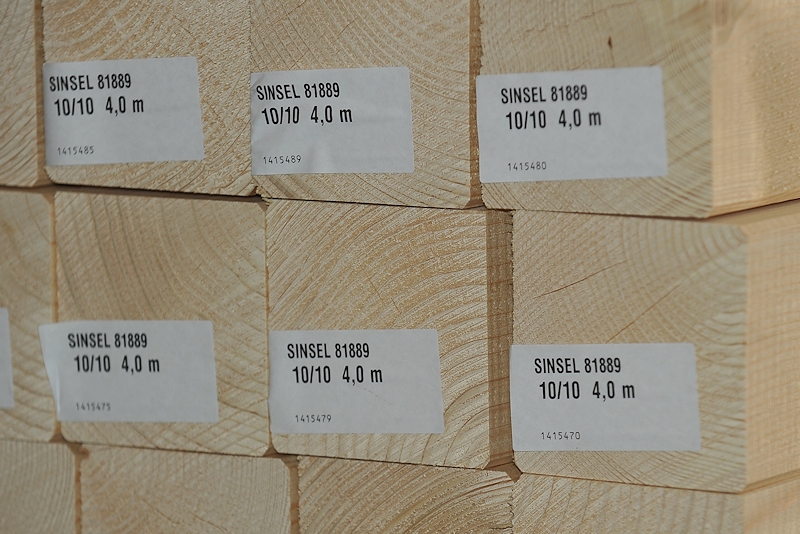 SINSEL 81889
10/10 4,0 m
1415485
SINSEL 81889
10/10 4,0 m
1415489
SINSEL 81889
10/10 4,0 m
1415480
SINSEL 81889
10/10 4,0 m
1415475
SINSEL 81889
10/10 4,0 m
1415479
SINSEL 81889
10/10 4,0 m
1415470